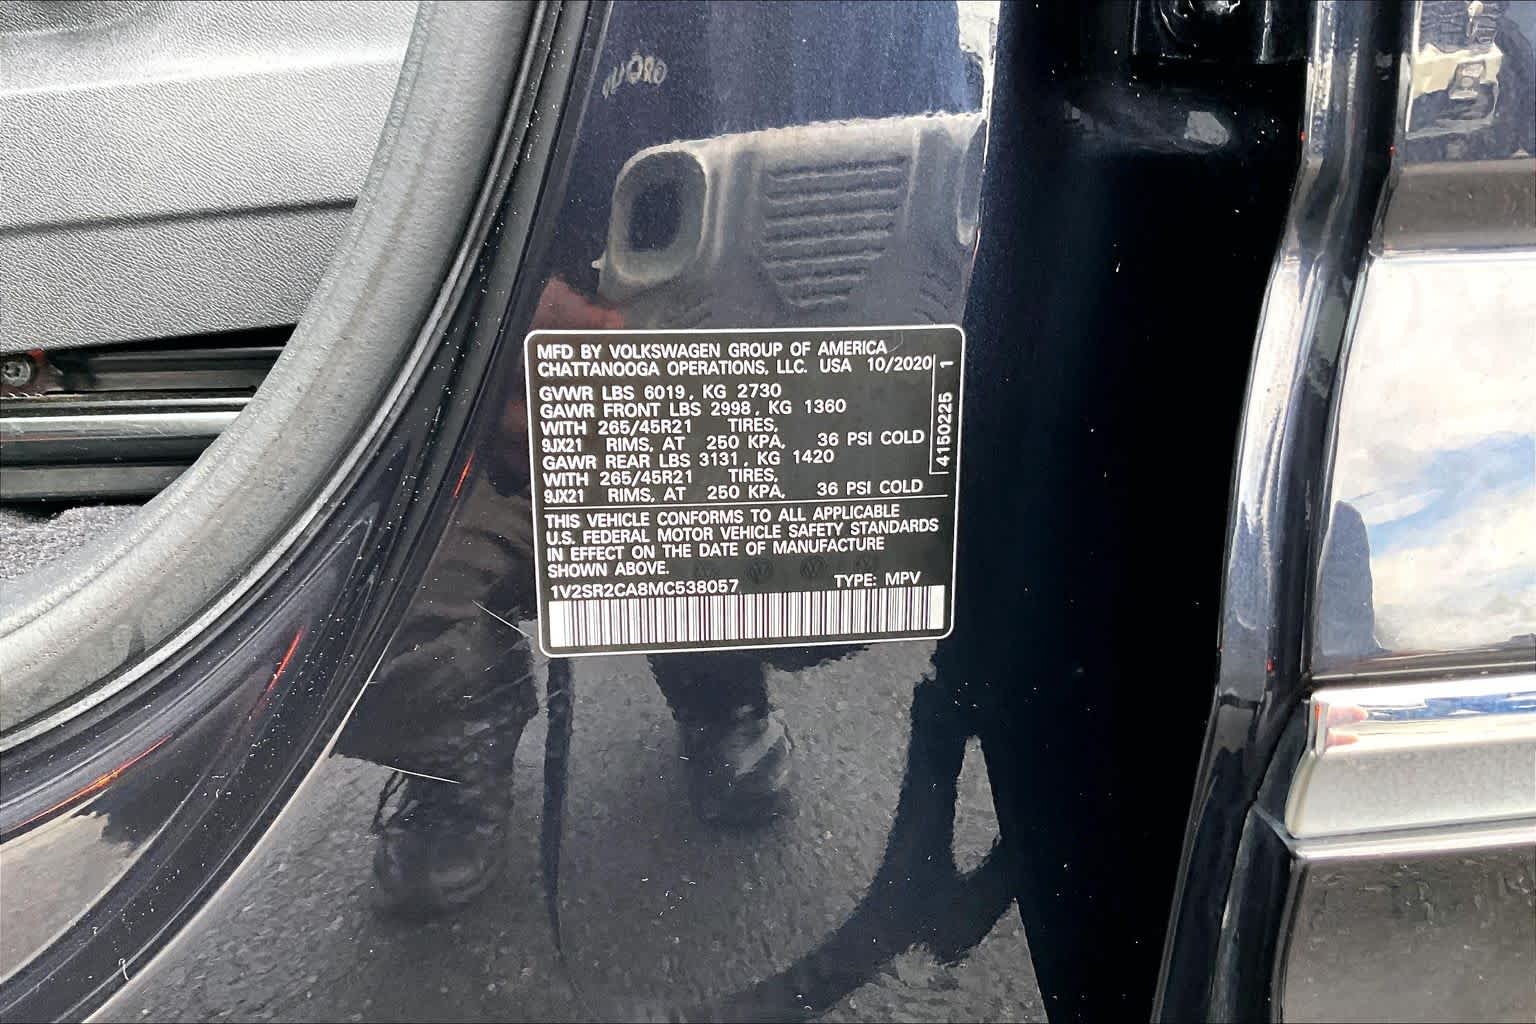 MFD BY VOLKSWAGEN GROUP OF AMERICA
CHATTANOOGA OPERATIONS, LLC. USA 10/2020
GVWR LBS 6019, KG 2730
GAWR FRONT LBS 2998, KG 1360
WITH 265/45R21 TIRES,
9JX21 RIMS, AT 250 KPA, 36 PSI COLD
GAWR REAR LBS 3131, KG 1420
WITH 265/45R21 TIRES,
9JX21 RIMS, AT 250 KPA, 36 PSI COLD
4150225 1
THIS VEHICLE CONFORMS TO ALL APPLICABLE
U.S. FEDERAL MOTOR VEHICLE SAFETY STANDARDS
IN EFFECT ON THE DATE OF MANUFACTURE
SHOWN ABOVE.
1V2SR2CA8MC538057 TYPE: MPV